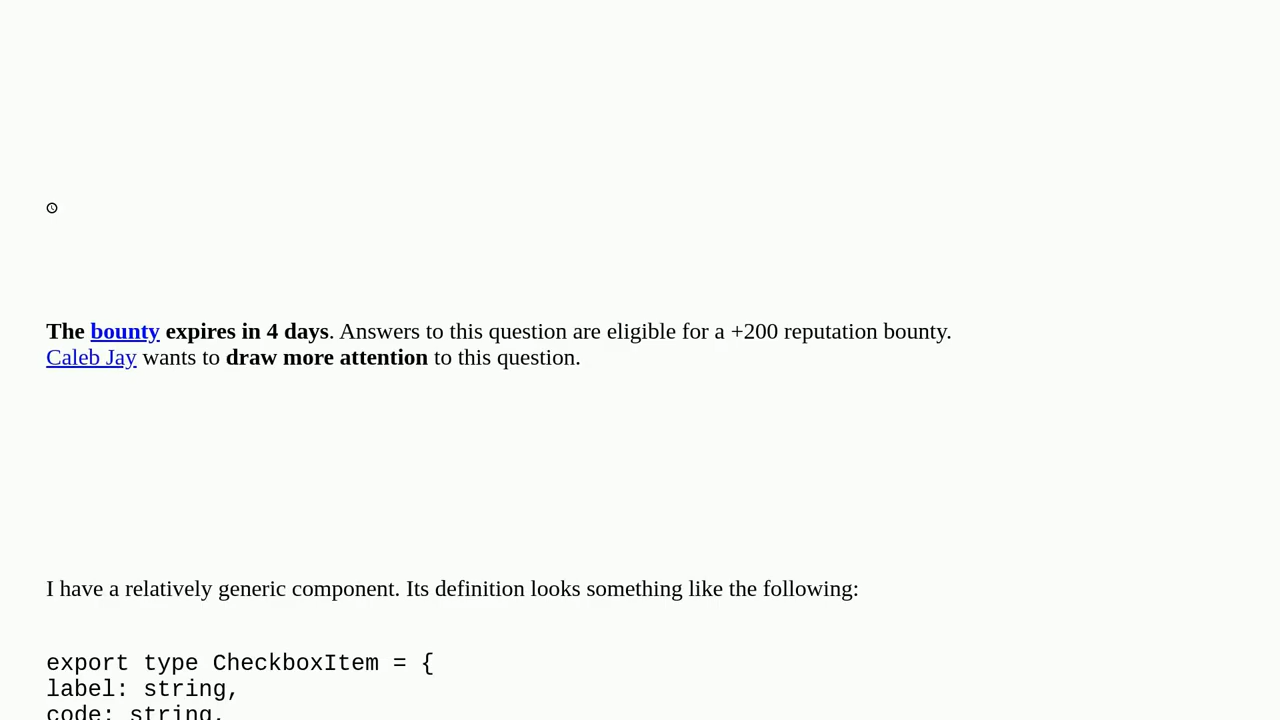 The bounty expires in 4 days. Answers to this question are eligible for a +200 reputation bounty.
Caleb Jay wants to draw more attention to this question.
I have a relatively generic component. Its definition looks something like the following:
export type CheckboxItem = {
label: string,
code: string,